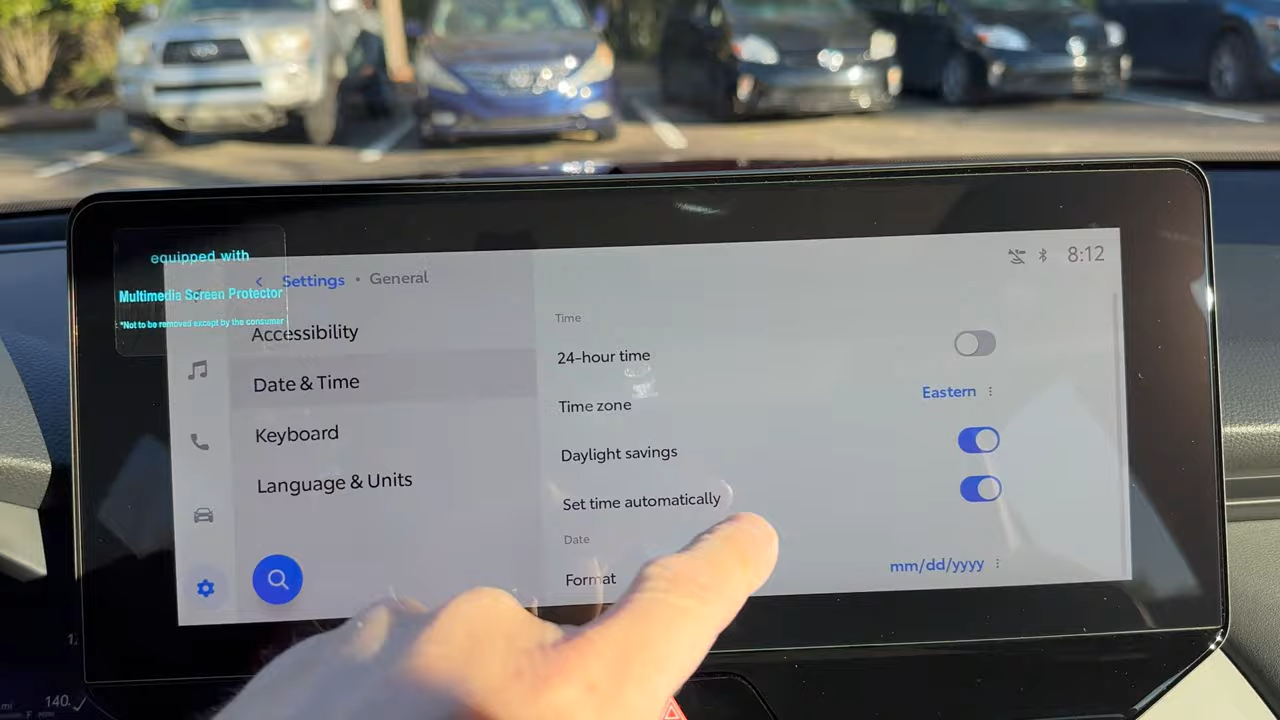 equipped with
Multimedia Screen Protector
*Not to be removed except by the consumer
Settings • General
8:12
Accessibility
Date & Time
Keyboard
Language & Units
Time
24-hour time
Time zone
Eastern
Daylight savings
Set time automatically
Date
Format
mm/dd/yyyy
140